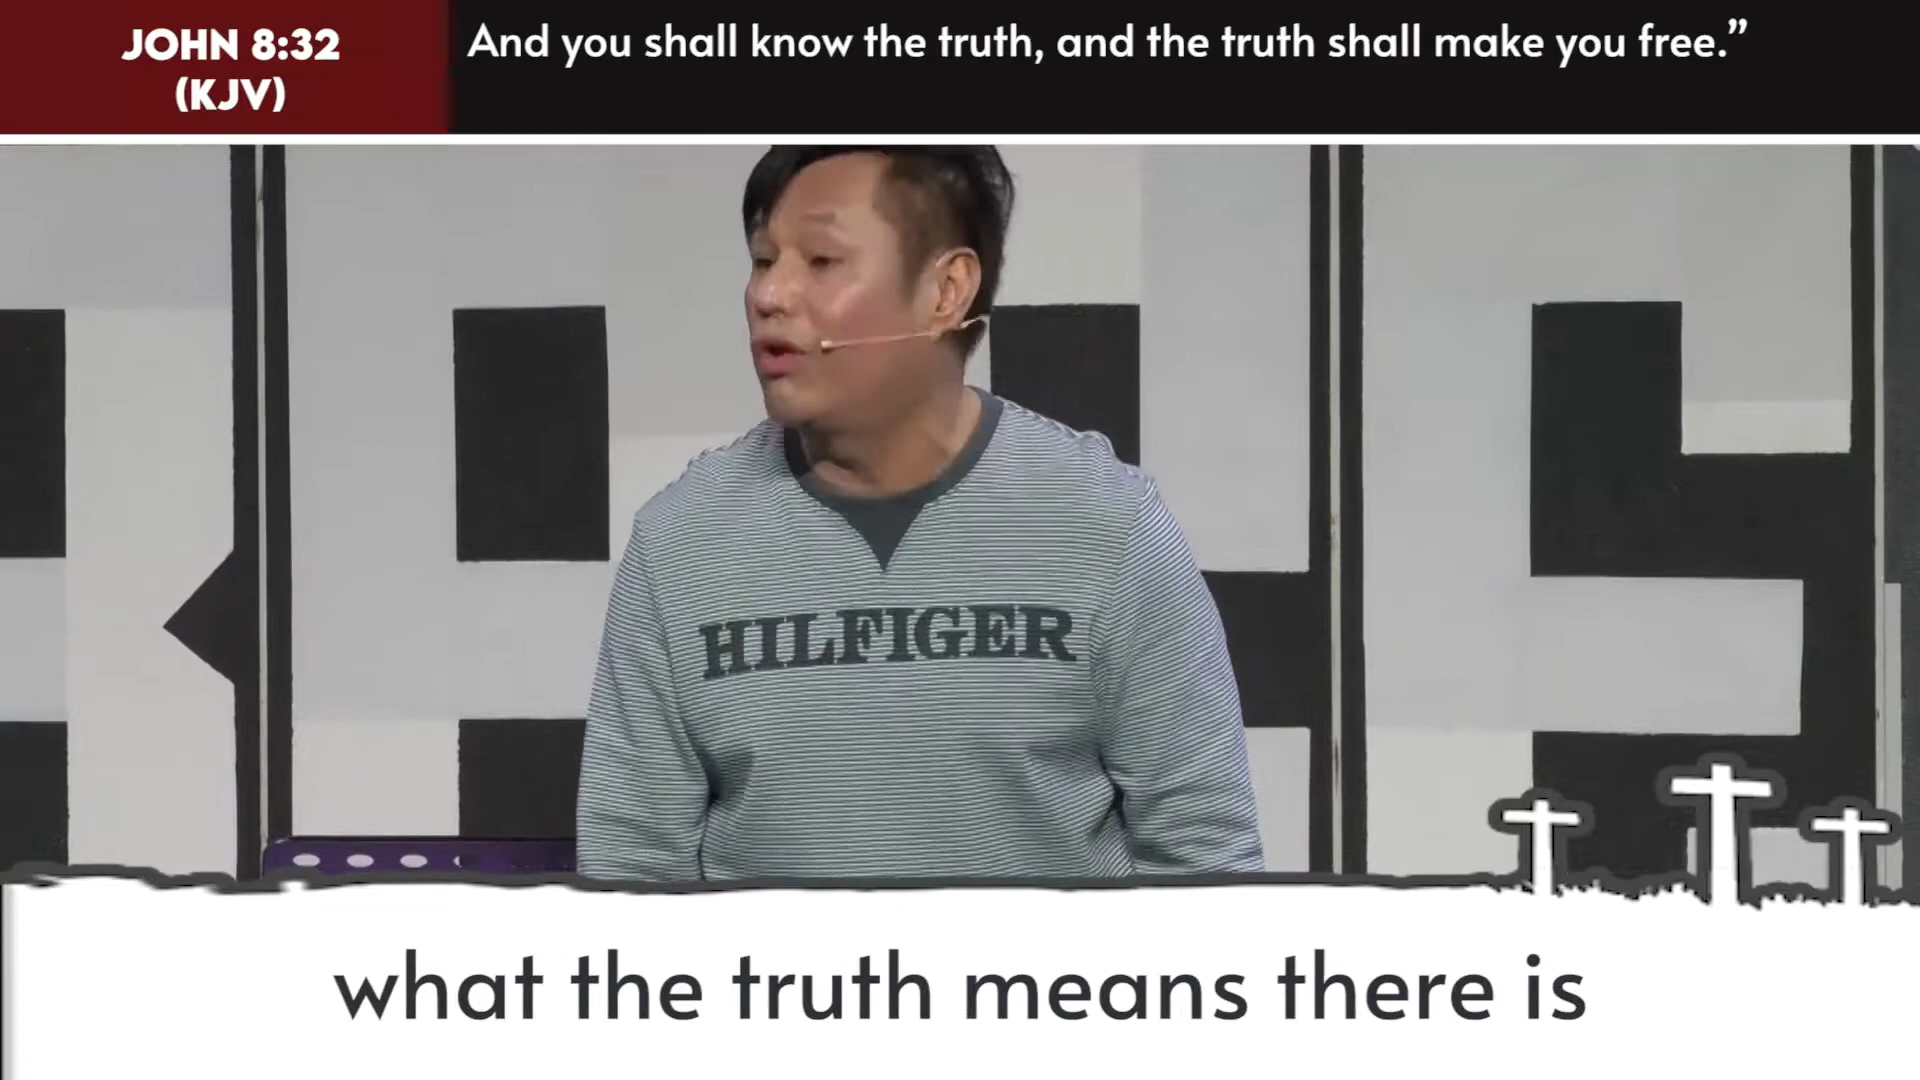 JOHN 8:32
(KJV)
And you shall know the truth, and the truth shall make you free.”
HILFIGER
what the truth means there is